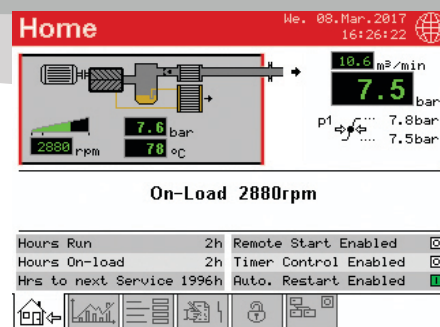 Home
We. 08.Mar.2017
16:26:22
10.6 m³/min
7.5 bar
p1
7.8bar
7.5bar
7.6 bar
2880 rpm
78 °C
On-Load 2880rpm
Hours Run 2h Remote Start Enabled
Hours On-load 2h Timer Control Enabled
Hrs to next Service 1996h Auto. Restart Enabled